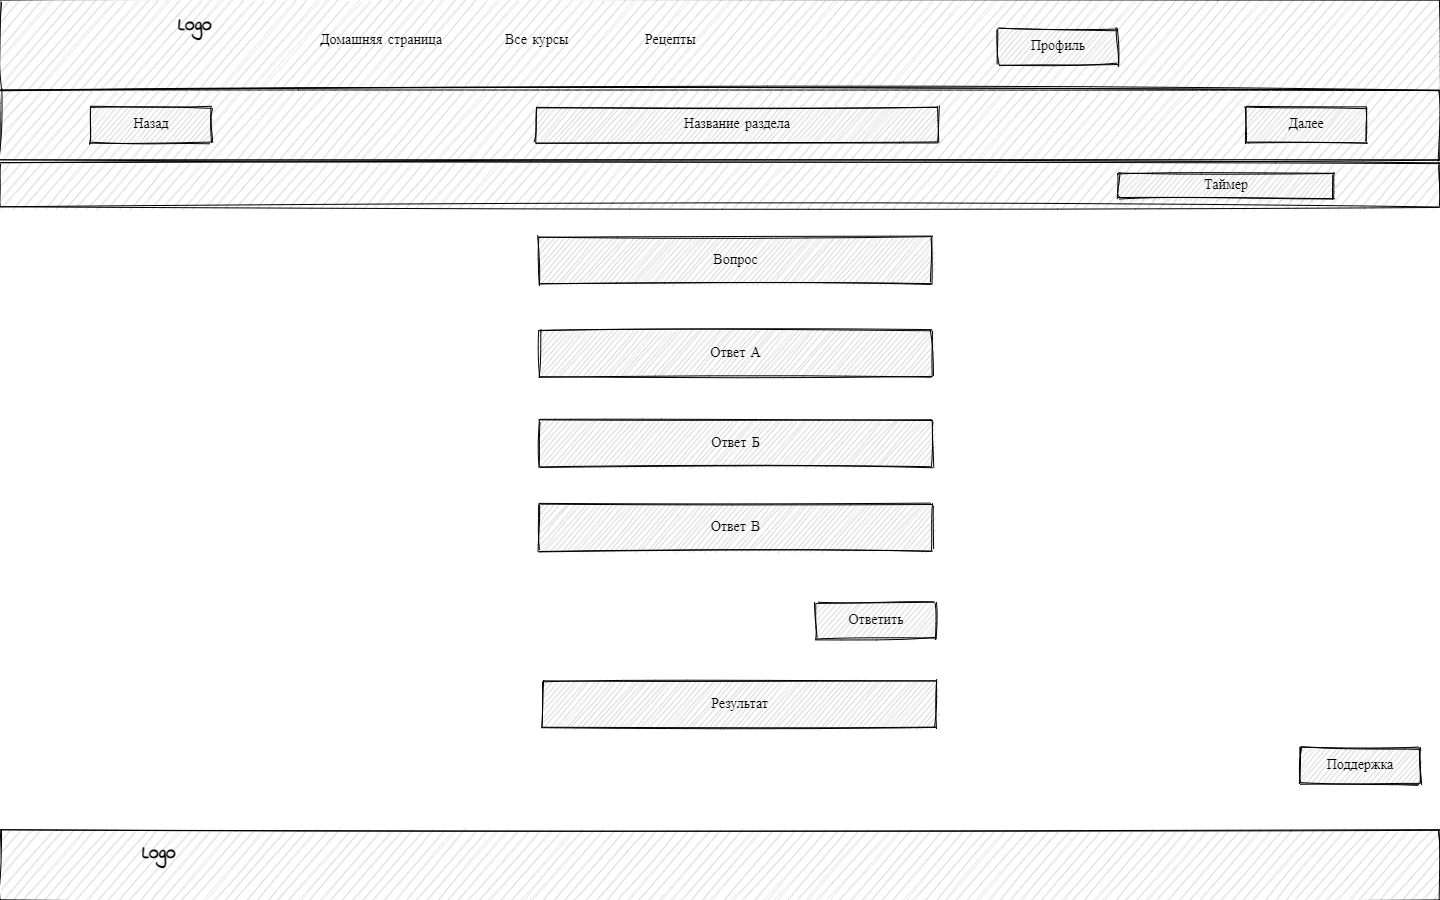 Logo
Домашняя страница
Все курсы
Рецепты
Профиль
Назад
Название раздела
Далее
Таймер
Вопрос
Ответ А
Ответ Б
Ответ В
Ответить
Результат
Поддержка
Logo